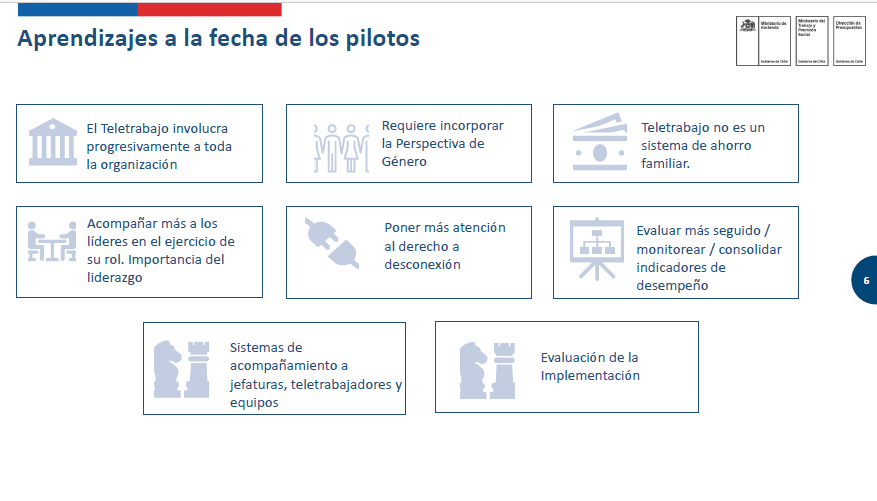 Aprendizajes a la fecha de los pilotos
Ministerio de
Hacienda
Gobierno de Chile
Ministerio del
Trabajo y
Previsión
Social
Gobierno de Chile
Dirección de
Presupuestos
Gobierno de Chile
El Teletrabajo involucra
progresivamente a toda
la organización
Requiere incorporar
la Perspectiva de
Género
Teletrabajo no es un
sistema de ahorro
familiar.
Acompañar más a los
líderes en el ejercicio de
su rol. Importancia del
liderazgo
Poner más atención
al derecho a
desconexión
Evaluar más seguido /
monitorear / consolidar
indicadores de
desempeño
6
Sistemas de
acompañamiento a
jefaturas, teletrabajadores y
equipos
Evaluación de la
Implementación